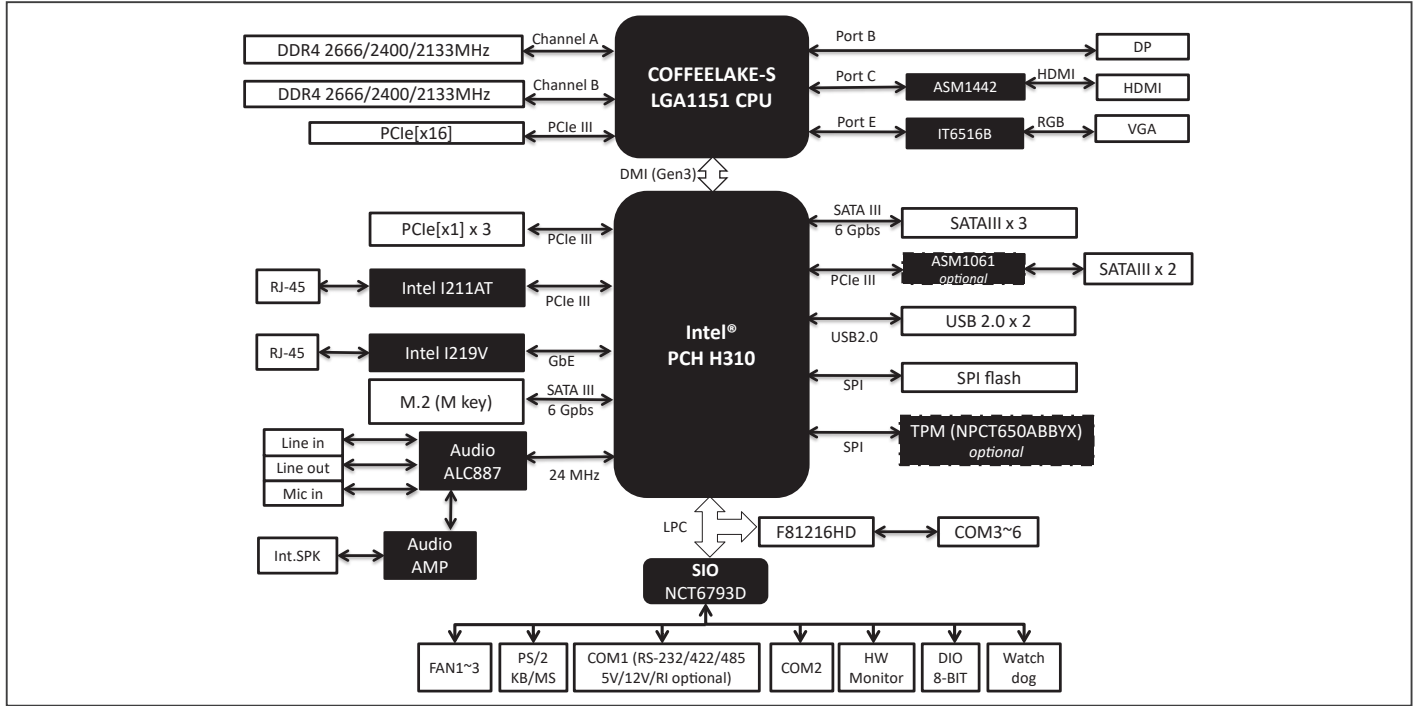 DDR4 2666/2400/2133MHz
Channel A
DDR4 2666/2400/2133MHz
Channel B
PCIe[x16]
PCIe III
COFFEELAKE-S
LGA1151 CPU
Port B
DP
Port C
ASM1442
HDMI
HDMI
Port E
IT6516B
RGB
VGA
DMI (Gen3)
PCIe[x1] x 3
PCIe III
RJ-45
Intel I211AT
PCIe III
RJ-45
Intel I219V
GbE
M.2 (M key)
SATA III
6 Gpbs
Line in
Line out
Mic in
Audio
ALC887
24 MHz
Int.SPK
Audio
AMP
Intel®
PCH H310
SATA III
6 Gpbs
SATAIII x 3
PCIe III
ASM1061
optional
SATAIII x 2
USB2.0
USB 2.0 x 2
SPI
SPI flash
SPI
TPM (NPCT650ABBYX)
optional
LPC
F81216HD
COM3~6
SIO
NCT6793D
FAN1~3
PS/2
KB/MS
COM1 (RS-232/422/485
5V/12V/RI optional)
COM2
HW
Monitor
DIO
8-BIT
Watch
dog